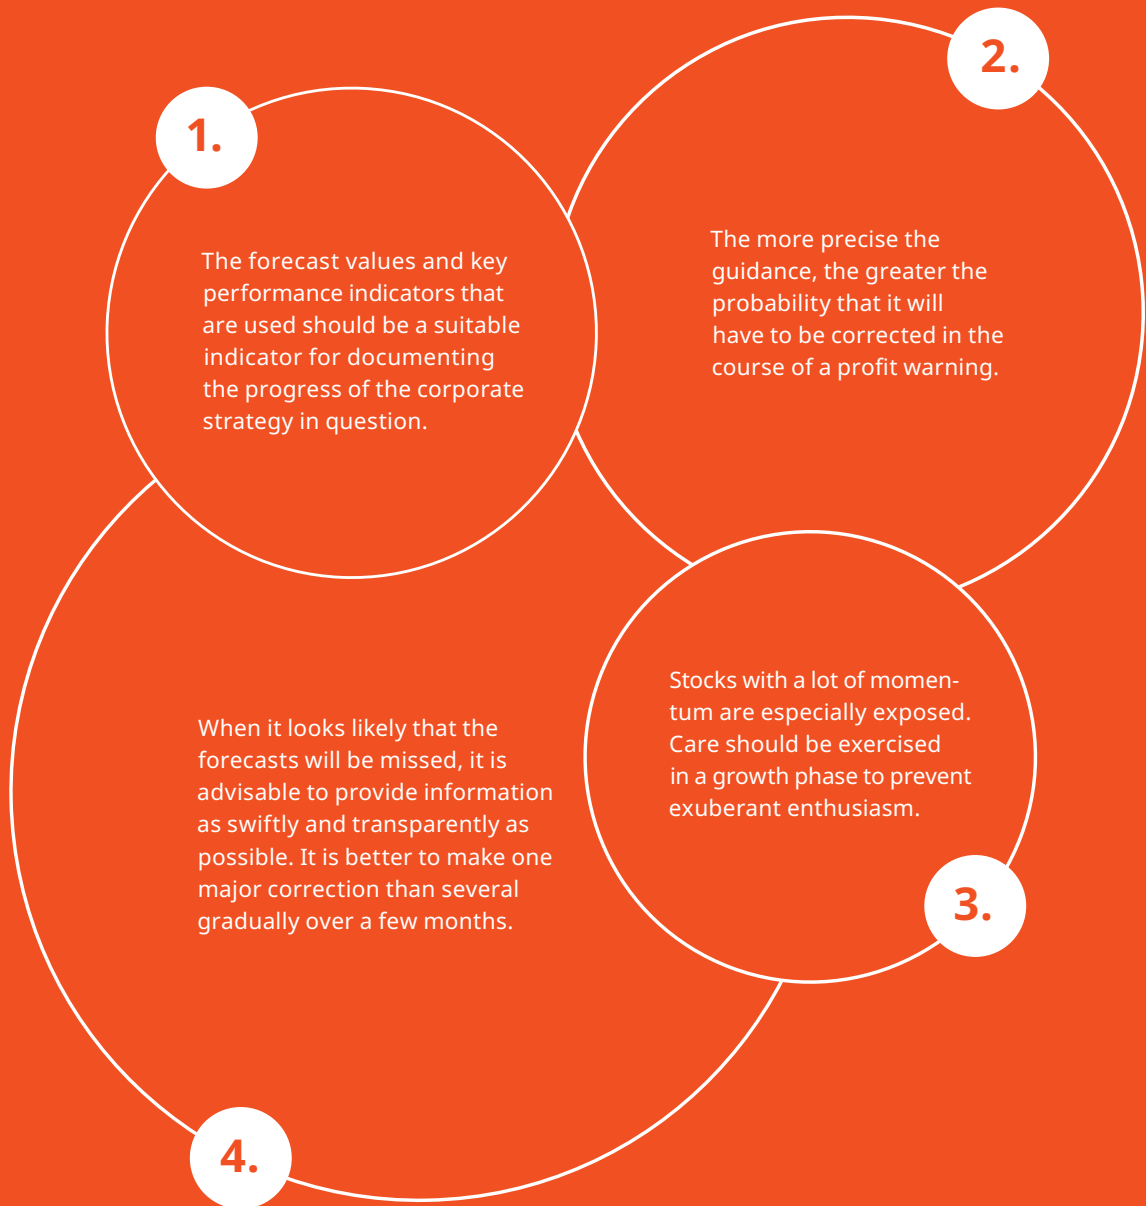 1.
The forecast values and key
performance indicators that
are used should be a suitable
indicator for documenting
the progress of the corporate
strategy in question.
2.
The more precise the
guidance, the greater the
probability that it will
have to be corrected in the
course of a profit warning.
Stocks with a lot of momen-
tum are especially exposed.
Care should be exercised
in a growth phase to prevent
exuberant enthusiasm.
3.
When it looks likely that the
forecasts will be missed, it is
advisable to provide information
as swiftly and transparently as
possible. It is better to make one
major correction than several
gradually over a few months.
4.